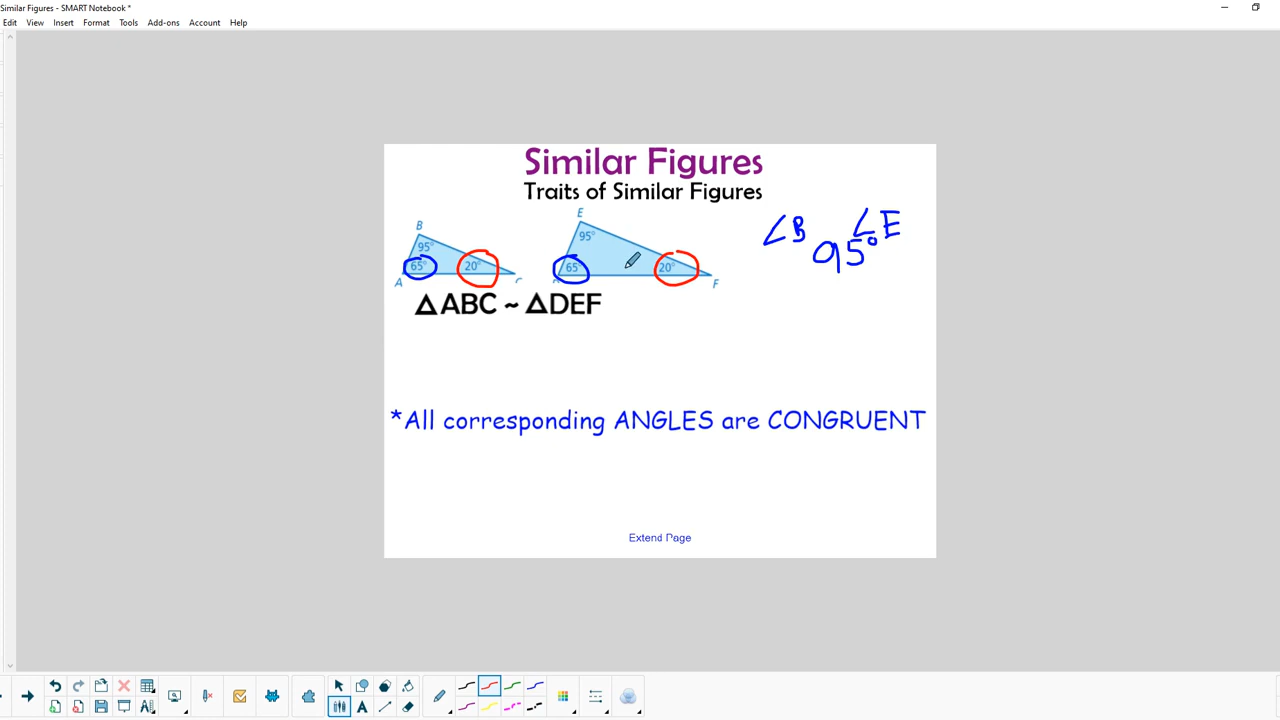 Similar Figures - SMART Notebook *
Edit View Insert Format Tools Add-ons Account Help
Similar Figures
Traits of Similar Figures
B
95°
65°
20°
A
E
95°
65°
20°
F
∠B ∠E
95°
△ABC ~ △DEF
*All corresponding ANGLES are CONGRUENT
Extend Page